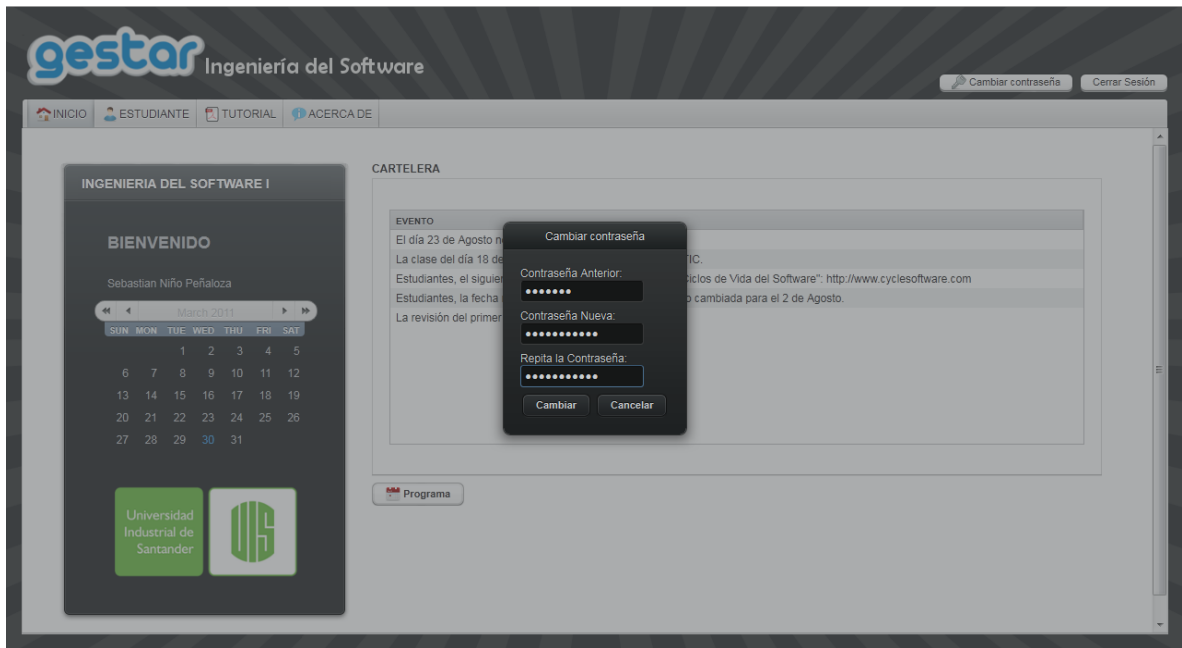 gestar Ingeniería del Software
Cambiar contraseña
Cerrar Sesión
INICIO
ESTUDIANTE
TUTORIAL
ACERCA DE
INGENIERIA DEL SOFTWARE I
BIENVENIDO
Sebastian Niño Peñaloza
March 2011
SUN MON TUE WED THU FRI SAT
1 2 3 4 5
6 7 8 9 10 11 12
13 14 15 16 17 18 19
20 21 22 23 24 25 26
27 28 29 30 31
Universidad
Industrial de
Santander
UIS
CARTELERA
EVENTO
El día 23 de Agosto
La clase del día 18 de TIC.
Estudiantes, el Ciclos de Vida del Software": http://www.cyclesoftware.com
Estudiantes, la fecha cambiada para el 2 de Agosto.
La revisión del primer
Programa
Cambiar contraseña
Contraseña Anterior:
Contraseña Nueva:
Repita la Contraseña:
Cambiar
Cancelar